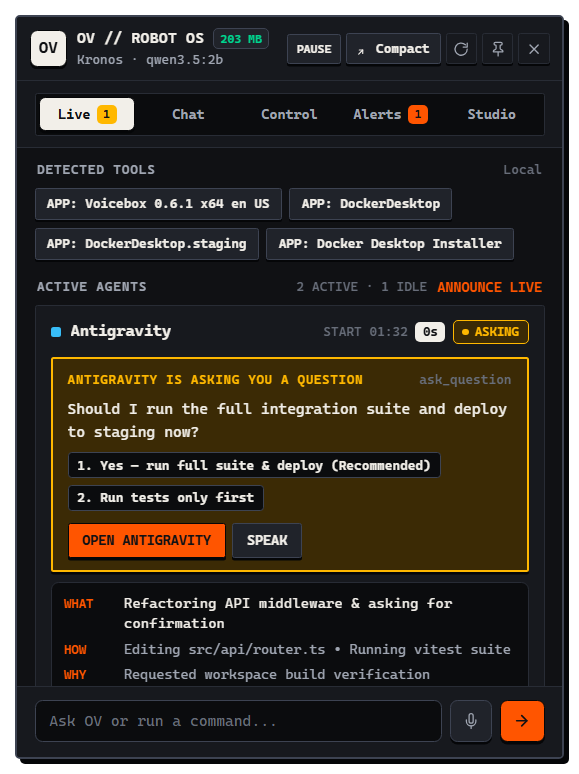 OV
OV // ROBOT OS
203 MB
Kronos · qwen3.5:2b
PAUSE
Compact
Live 1
Chat
Control
Alerts 1
Studio
DETECTED TOOLS
Local
APP: Voicebox 0.6.1 x64 en US
APP: DockerDesktop
APP: DockerDesktop.staging
APP: Docker Desktop Installer
ACTIVE AGENTS
2 ACTIVE · 1 IDLE
ANNOUNCE LIVE
Antigravity
START 01:32
0s
ASKING
ANTIGRAVITY IS ASKING YOU A QUESTION
ask_question
Should I run the full integration suite and deploy
to staging now?
1. Yes — run full suite & deploy (Recommended)
2. Run tests only first
OPEN ANTIGRAVITY
SPEAK
WHAT
Refactoring API middleware & asking for
confirmation
HOW
Editing src/api/router.ts • Running vitest suite
WHY
Requested workspace build verification
Ask OV or run a command...